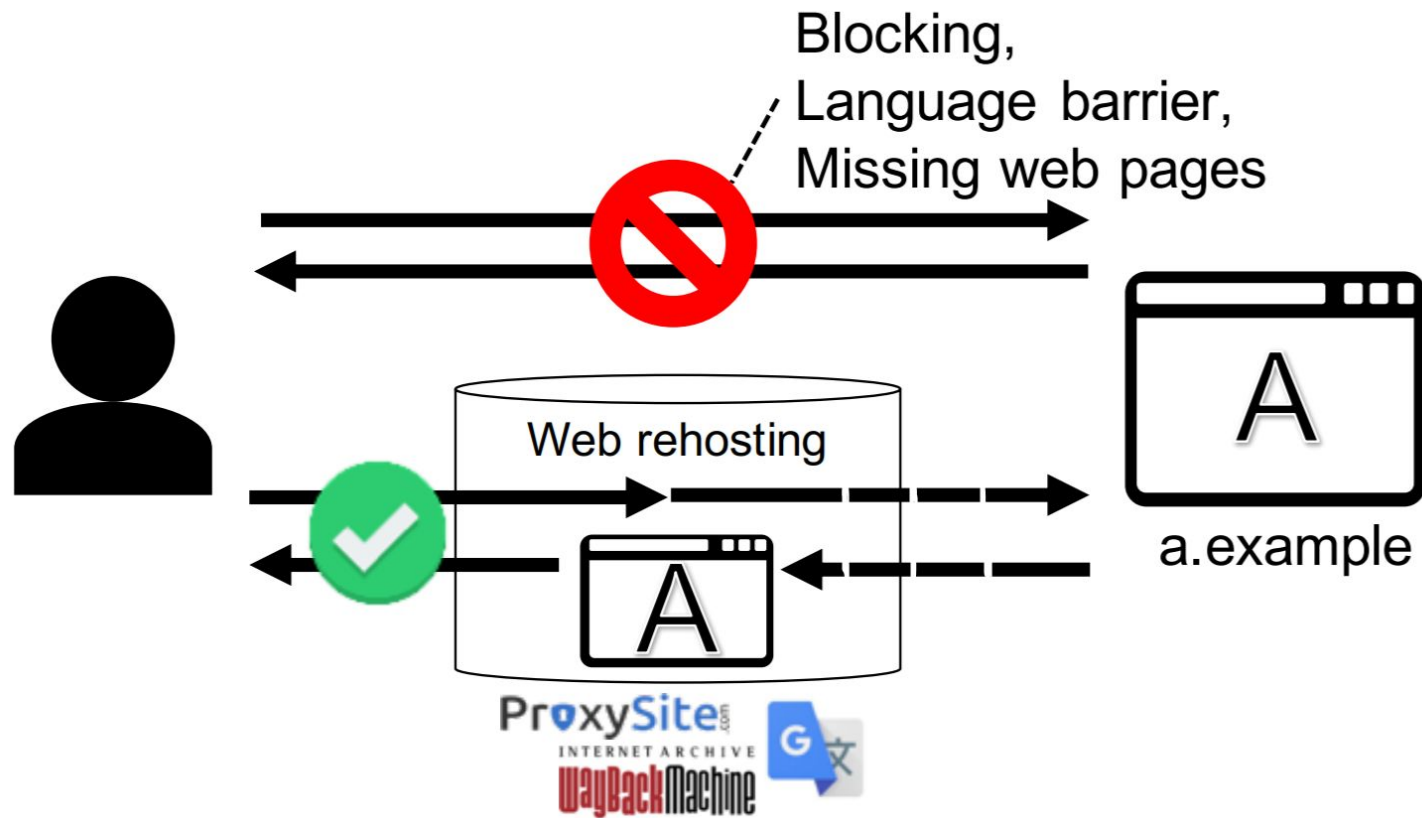 Blocking,
Language barrier,
Missing web pages
A
Web rehosting
a.example
A
ProxySite.com
G 文
INTERNET ARCHIVE
WayBackMachine